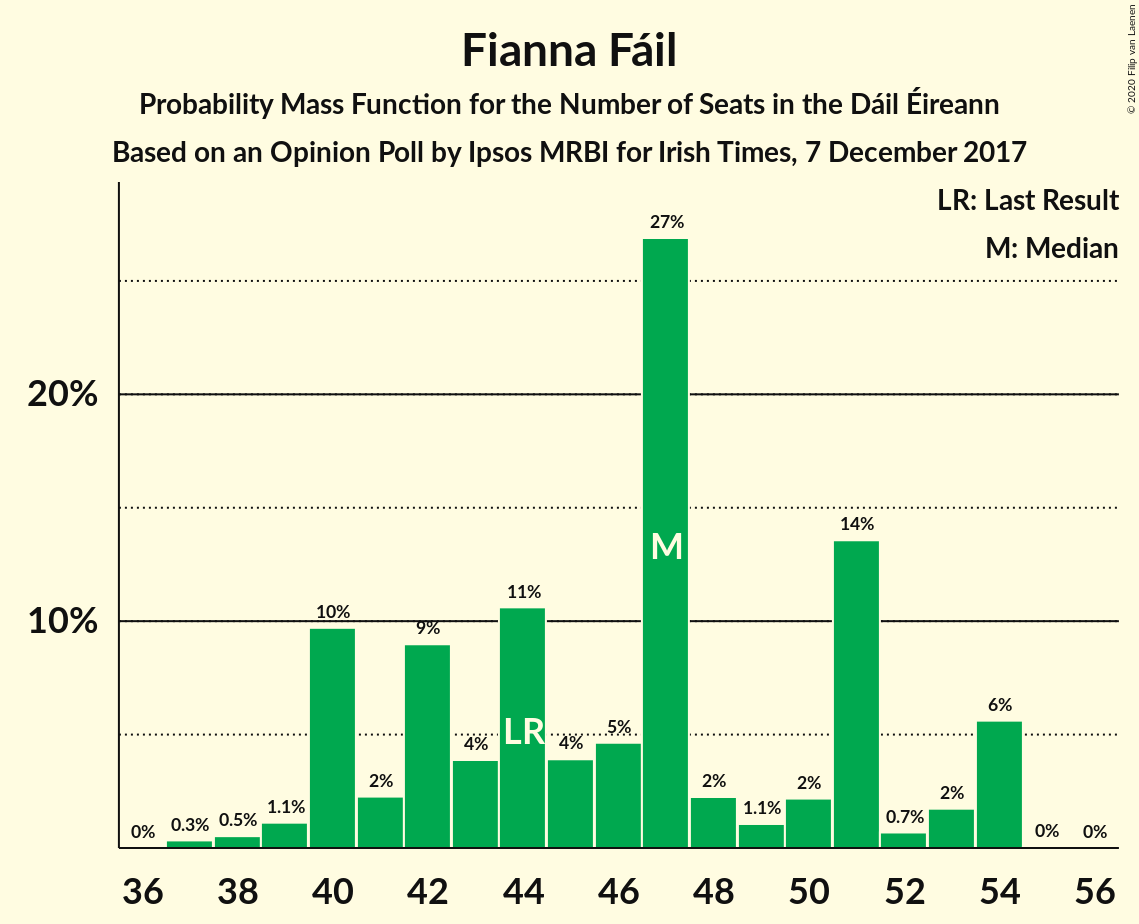 Fianna Fáil
Probability Mass Function for the Number of Seats in the Dáil Éireann
Based on an Opinion Poll by Ipsos MRBI for Irish Times, 7 December 2017
© 2020 Filip van Laenen
LR: Last Result
M: Median
20%
10%
0%
0.3%
0.5%
1.1%
10%
2%
9%
4%
11%
4%
5%
27%
2%
1.1%
2%
14%
0.7%
2%
6%
0%
0%
LR
M
36 38 40 42 44 46 48 50 52 54 56